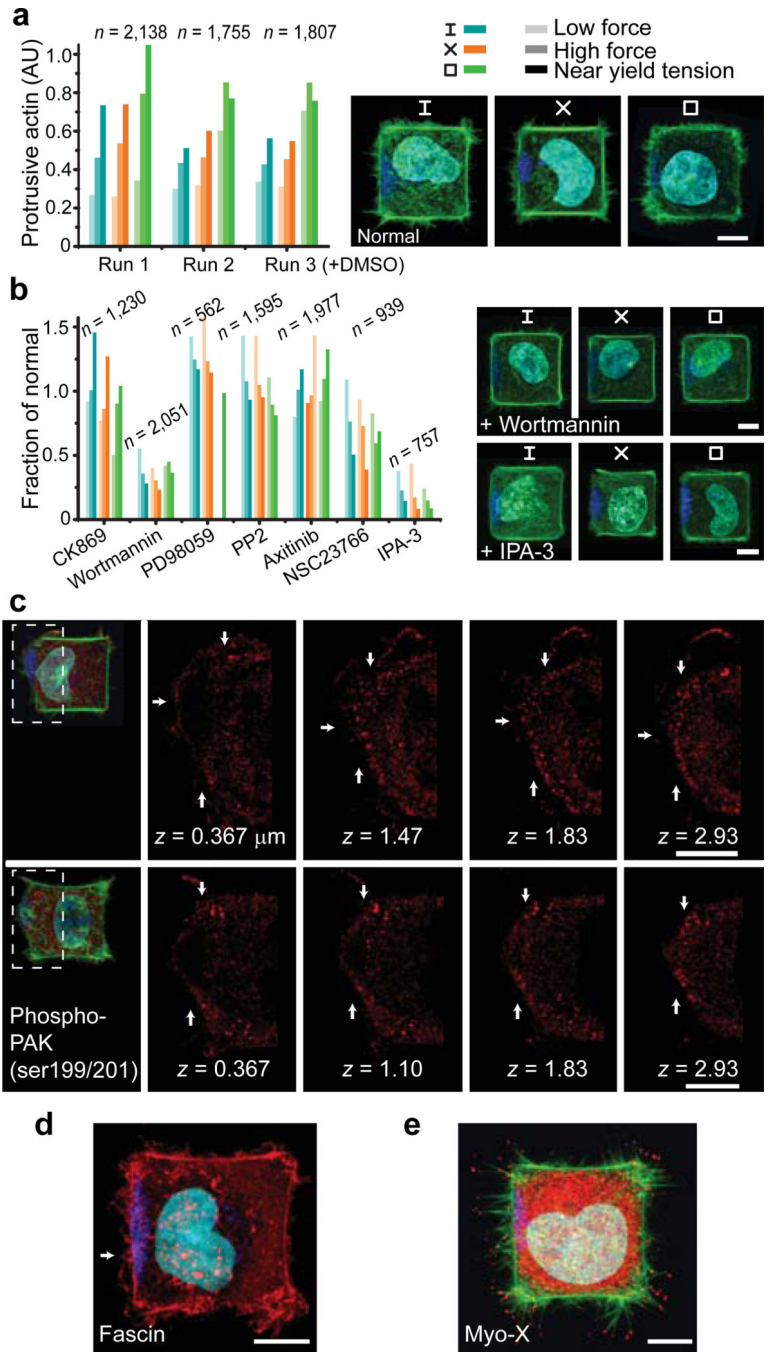 a
n = 2,138
n = 1,755
n = 1,807
Protrusive actin (AU)
1.0
0.8
0.6
0.4
0.2
0
Run 1
Run 2
Run 3 (+DMSO)
Low force
High force
Near yield tension
Normal
b
n = 1,230
n = 2,051
n = 562
n = 1,595
n = 1,977
n = 939
n = 757
Fraction of normal
1.5
1.0
0.5
0
CK869
Wortmannin
PD98059
PP2
Axitinib
NSC23766
IPA-3
+ Wortmannin
+ IPA-3
c
z = 0.367 μm
z = 1.47
z = 1.83
z = 2.93
Phospho-
PAK
(ser199/201)
z = 0.367
z = 1.10
z = 1.83
z = 2.93
d
Fascin
e
Myo-X